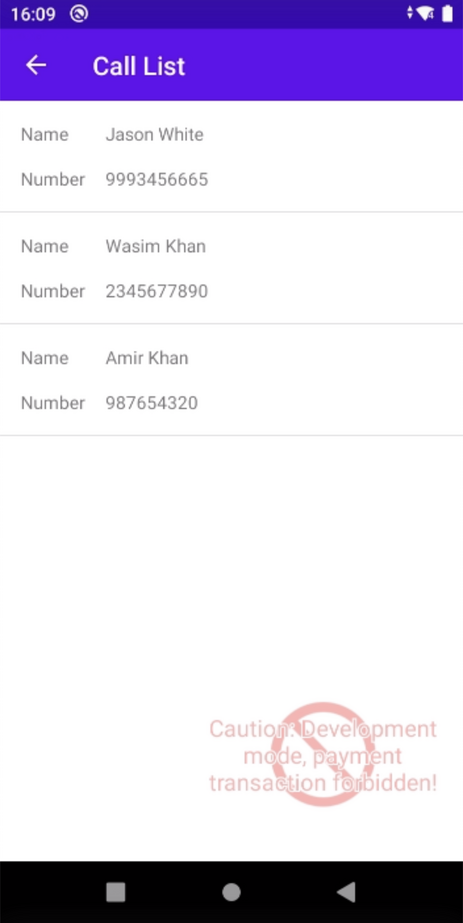 16:09
Call List
Name Jason White
Number 9993456665
Name Wasim Khan
Number 2345677890
Name Amir Khan
Number 987654320
Caution: Development
mode, payment
transaction forbidden!